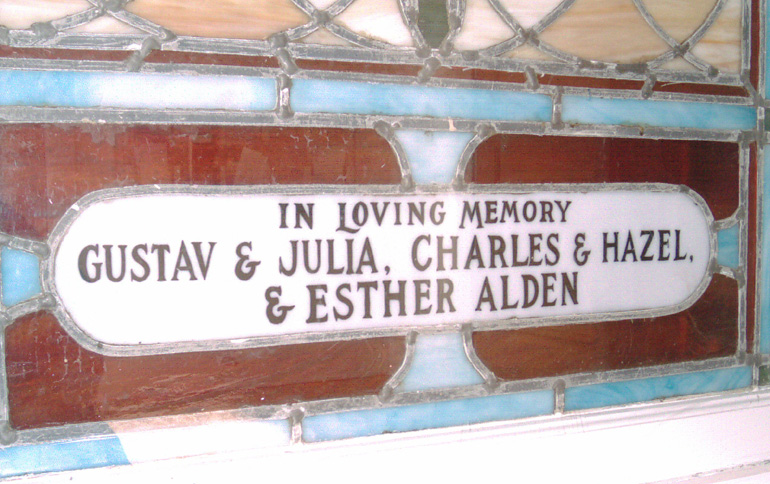 IN LOVING MEMORY
GUSTAV & JULIA, CHARLES & HAZEL,
& ESTHER ALDEN